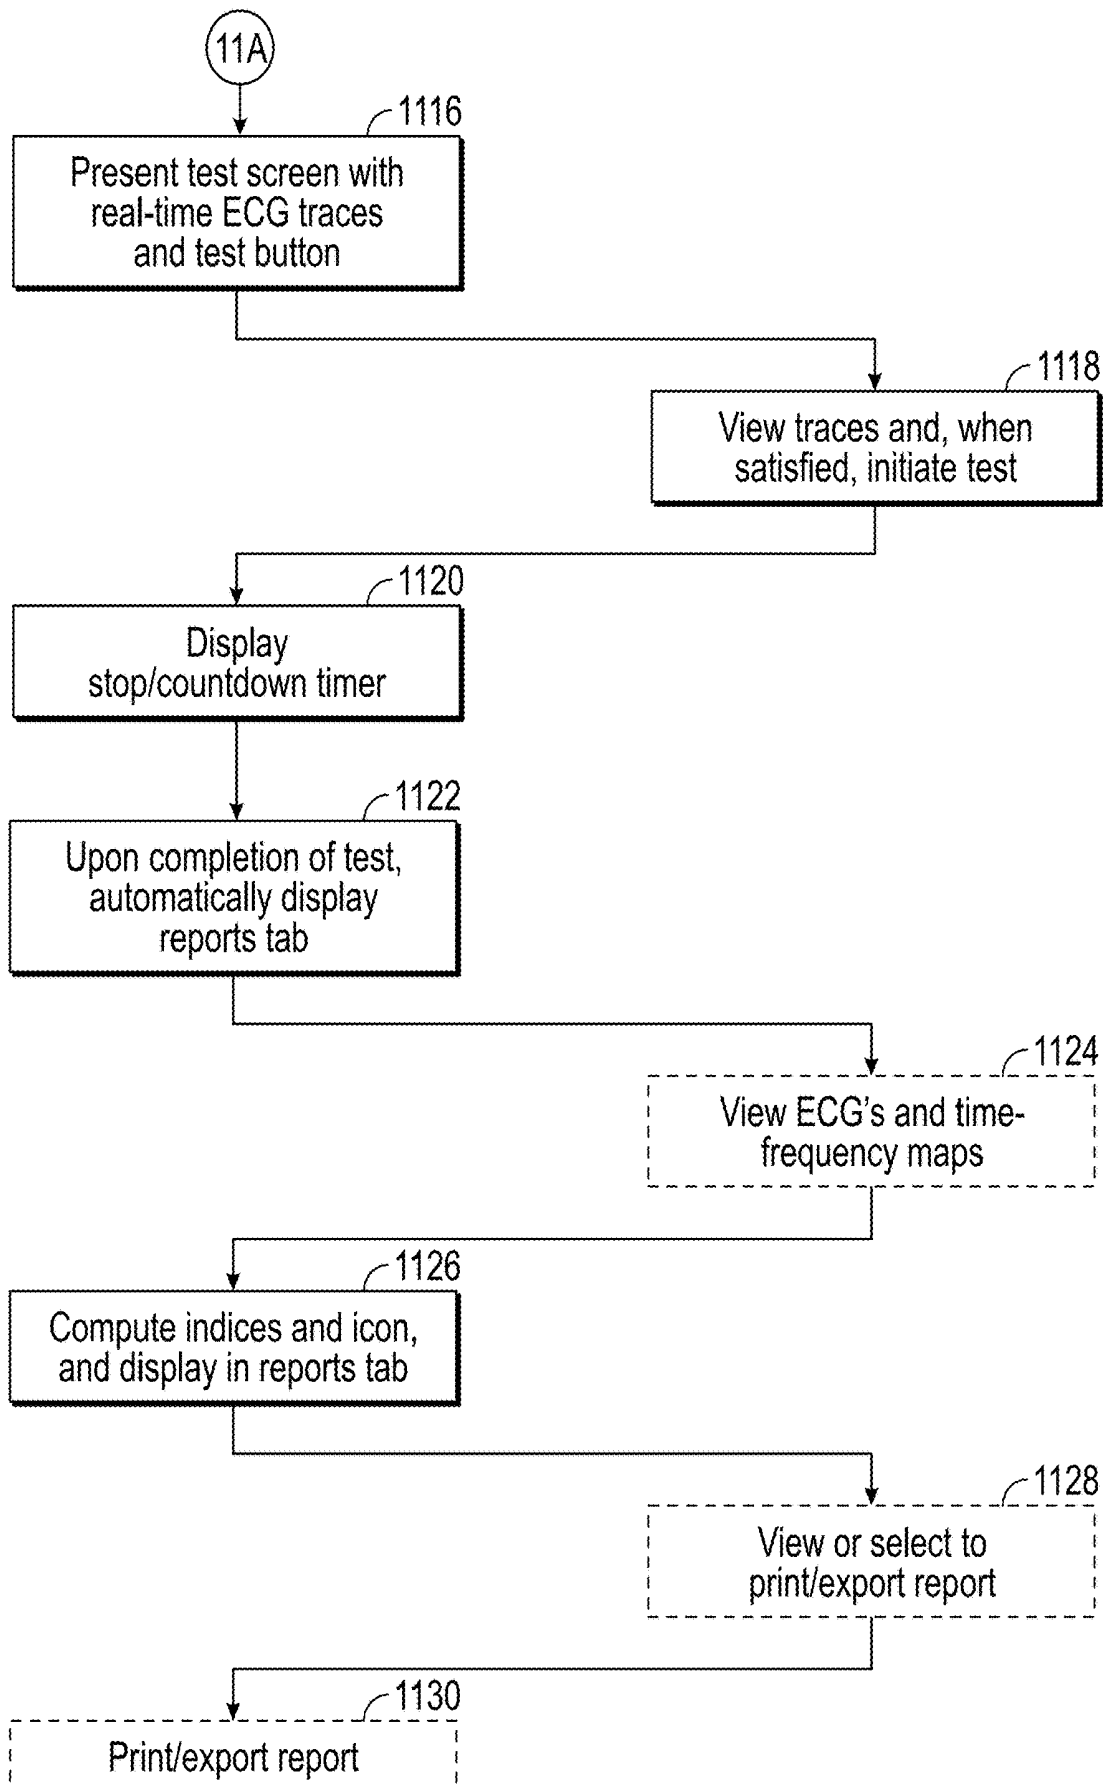 11A
1116
Present test screen with
real-time ECG traces
and test button
1118
View traces and, when
satisfied, initiate test
1120
Display
stop/countdown timer
1122
Upon completion of test,
automatically display
reports tab
1124
View ECG's and time-
frequency maps
1126
Compute indices and icon,
and display in reports tab
1128
View or select to
print/export report
1130
Print/export report